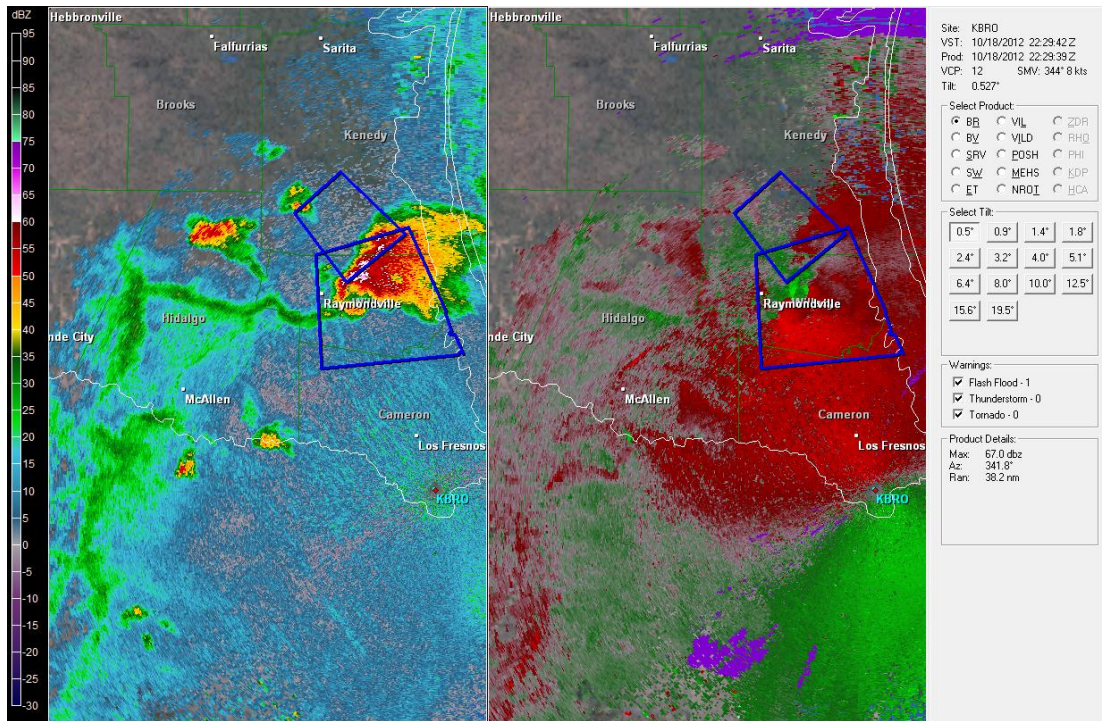 dBZ
95
90
85
80
75
70
65
60
55
50
45
40
35
30
25
20
15
10
5
0
-5
-10
-15
-20
-25
-30
Hebbronville
Falfurrias
Sarita
Brooks
Kenedy
Raymondville
Hidalgo
nde City
McAllen
Cameron
Los Fresnos
KBRO
Hebbronville
Falfurrias
Sarita
Brooks
Kenedy
Raymondville
Hidalgo
nde City
McAllen
Cameron
Los Fresnos
KBRO
Site: KBRO
VST: 10/18/2012 22:29:42 Z
Prod: 10/18/2012 22:29:39 Z
VCP: 12 SMV: 344° 8 kts
Tilt: 0.527°
Select Product:
BR VIL ZDR
BV VILD RHO
SRV POSH PHI
SW MEHS KDP
ET NROT HCA
Select Tilt:
0.5° 0.9° 1.4° 1.8°
2.4° 3.2° 4.0° 5.1°
6.4° 8.0° 10.0° 12.5°
15.6° 19.5°
Warnings:
Flash Flood - 1
Thunderstorm - 0
Tornado - 0
Product Details:
Max: 67.0 dbz
Az: 341.8°
Ran: 38.2 nm